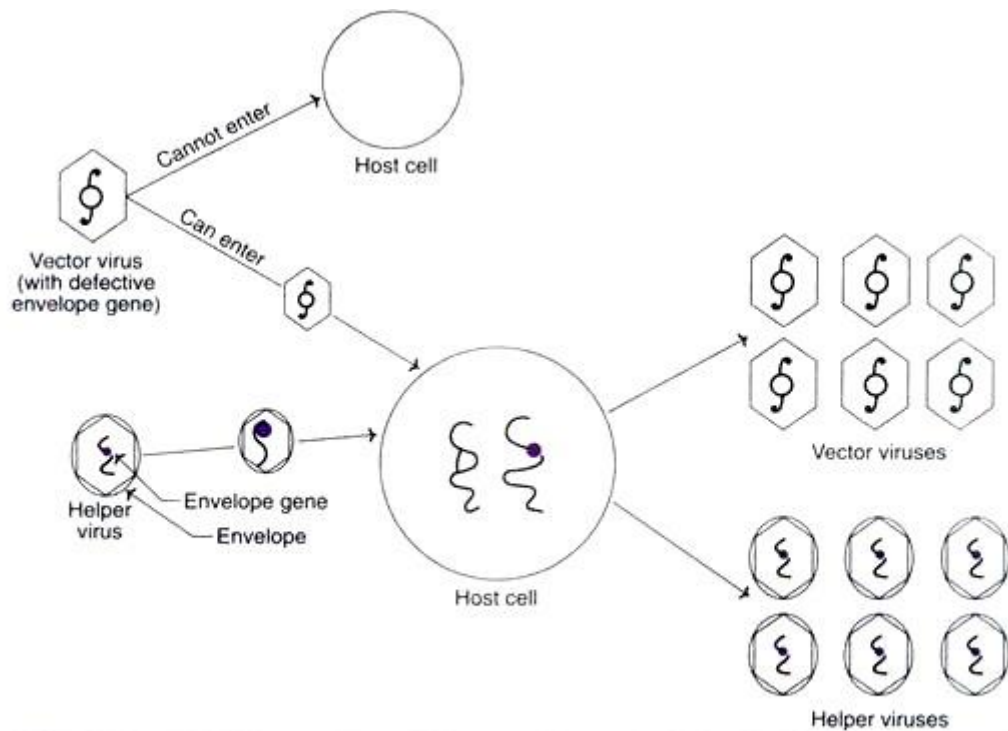 Cannot enter
Host cell
Can enter
Vector virus
(with defective
envelope gene)
Vector viruses
Helper
virus
Envelope gene
Envelope
Host cell
Helper viruses